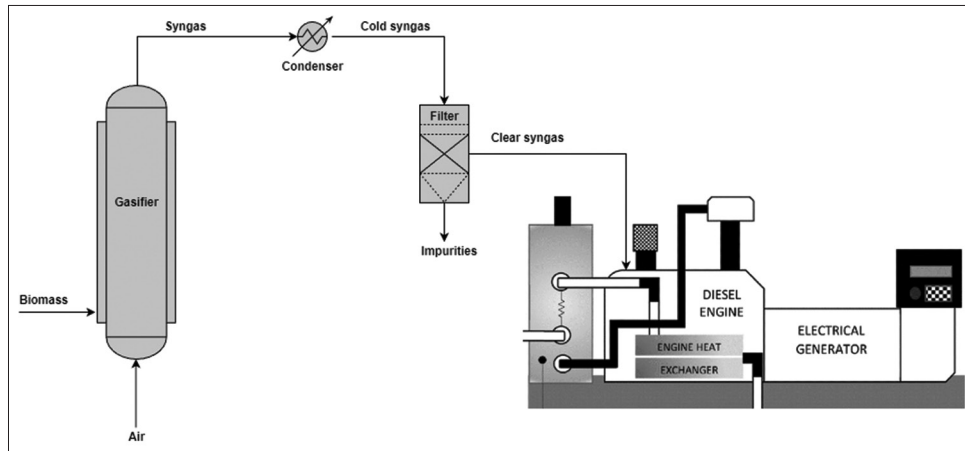 Syngas
Cold syngas
Condenser
Filter
Clear syngas
Gasifier
Impurities
Biomass
DIESEL
ENGINE
ELECTRICAL
GENERATOR
ENGINE HEAT
EXCHANGER
Air